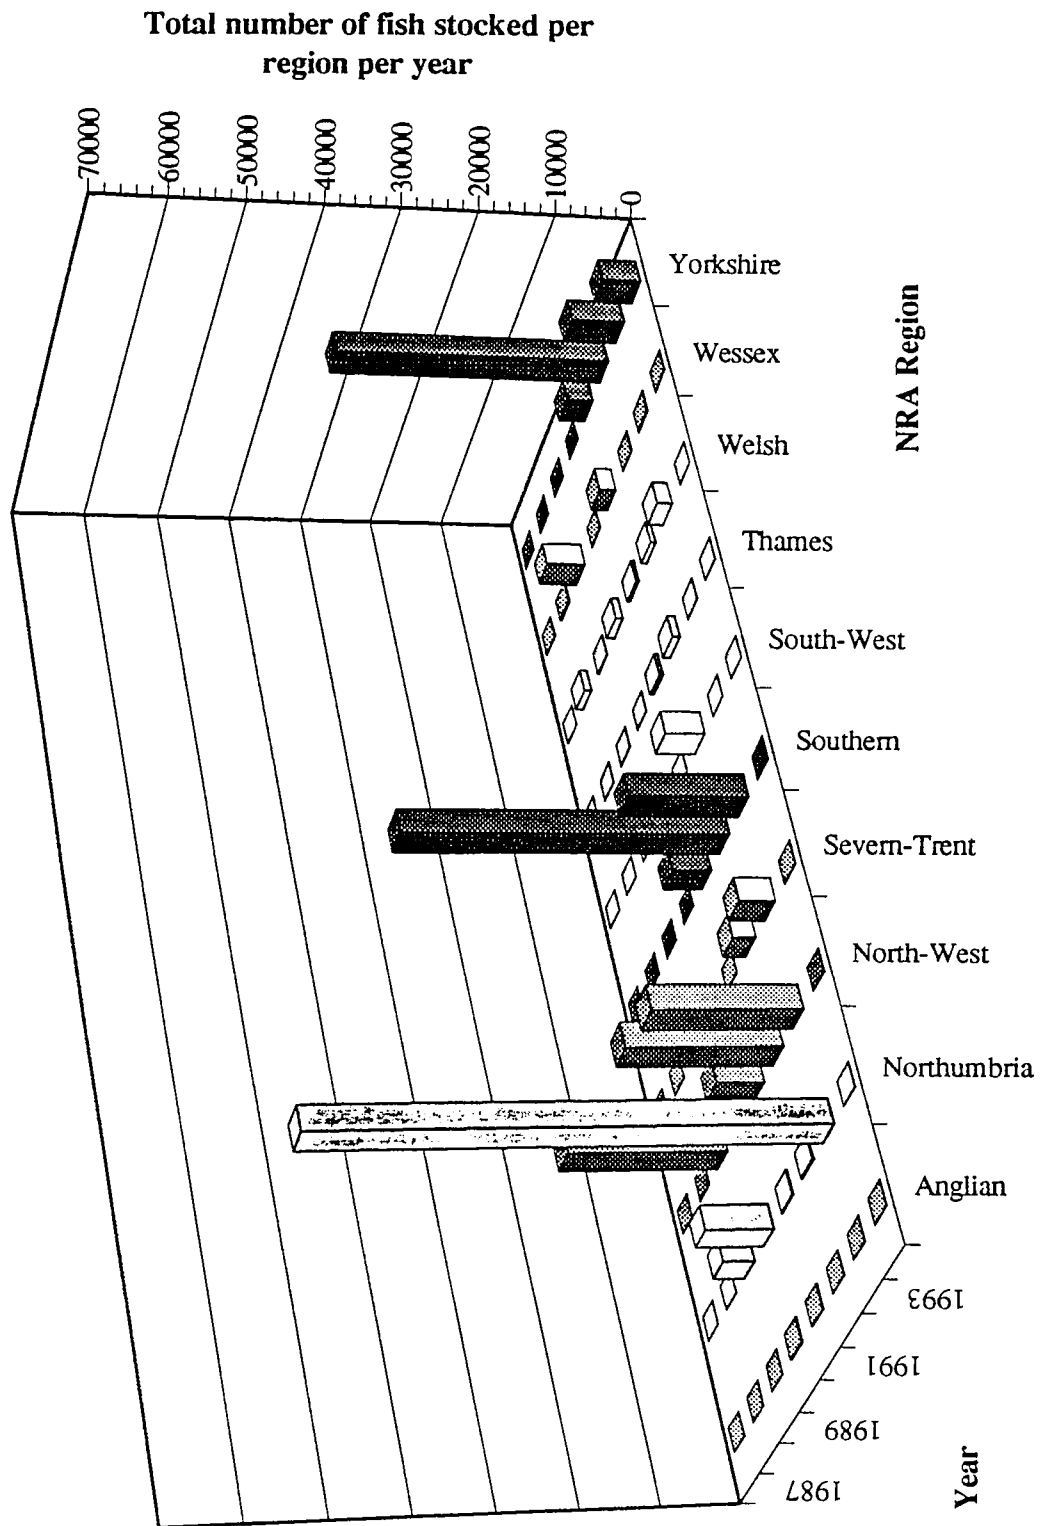 Total number of fish stocked per
region per year
70000
60000
50000
40000
30000
20000
10000
0
Yorkshire
Wessex
Welsh
Thames
South-West
Southern
Severn-Trent
North-West
Northumbria
Anglian
NRA Region
1993
1991
1989
1987
Year